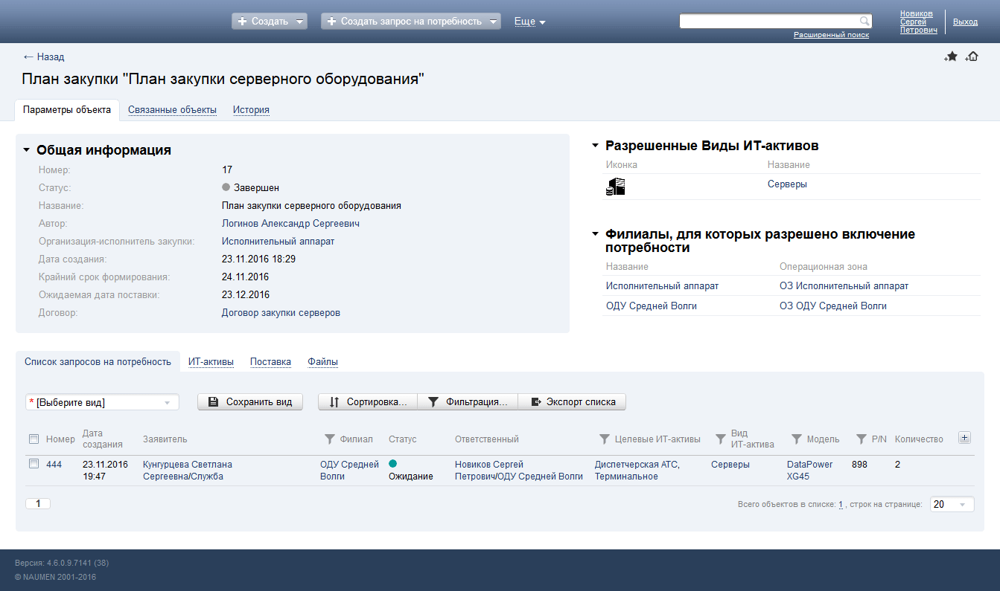 Создать
Создать запрос на потребность
Еще
Расширенный поиск
Новиков
Сергей
Петрович
Выход
← Назад
План закупки "План закупки серверного оборудования"
Параметры объекта
Связанные объекты
История
Общая информация
Номер: 17
Статус: Завершен
Название: План закупки серверного оборудования
Автор: Логинов Александр Сергеевич
Организация-исполнитель закупки: Исполнительный аппарат
Дата создания: 23.11.2016 18:29
Крайний срок формирования: 24.11.2016
Ожидаемая дата поставки: 23.12.2016
Договор: Договор закупки серверов
Разрешенные Виды ИТ-активов
Иконка Название
Серверы
Филиалы, для которых разрешено включение
потребности
Название Операционная зона
Исполнительный аппарат ОЗ Исполнительный аппарат
ОДУ Средней Волги ОЗ ОДУ Средней Волги
Список запросов на потребность
ИТ-активы
Поставка
Файлы
* [Выберите вид]
Сохранить вид
Сортировка...
Фильтрация...
Экспорт списка
Номер
Дата
создания
Заявитель
Филиал
Статус
Ответственный
Целевые ИТ-активы
Вид
ИТ-актива
Модель
P/N
Количество
444
23.11.2016
19:47
Кунгурцева Светлана
Сергеевна/Служба
ОДУ Средней
Волги
Ожидание
Новиков Сергей
Петрович/ОДУ Средней Волги
Диспетчерская АТС,
Терминальное
Серверы
DataPower
XG45
898
2
1
Всего объектов в списке: 1 , строк на странице: 20
Версия: 4.6.0.9.7141 (38)
© NAUMEN 2001-2016